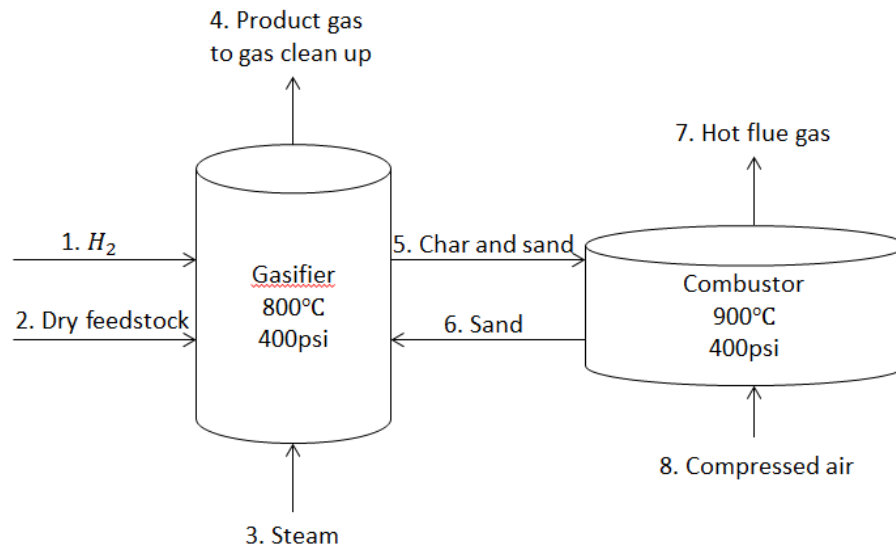 4. Product gas
to gas clean up
7. Hot flue gas
1. H₂
5. Char and sand
Gasifier
800°C
400psi
Combustor
900°C
400psi
2. Dry feedstock
6. Sand
8. Compressed air
3. Steam